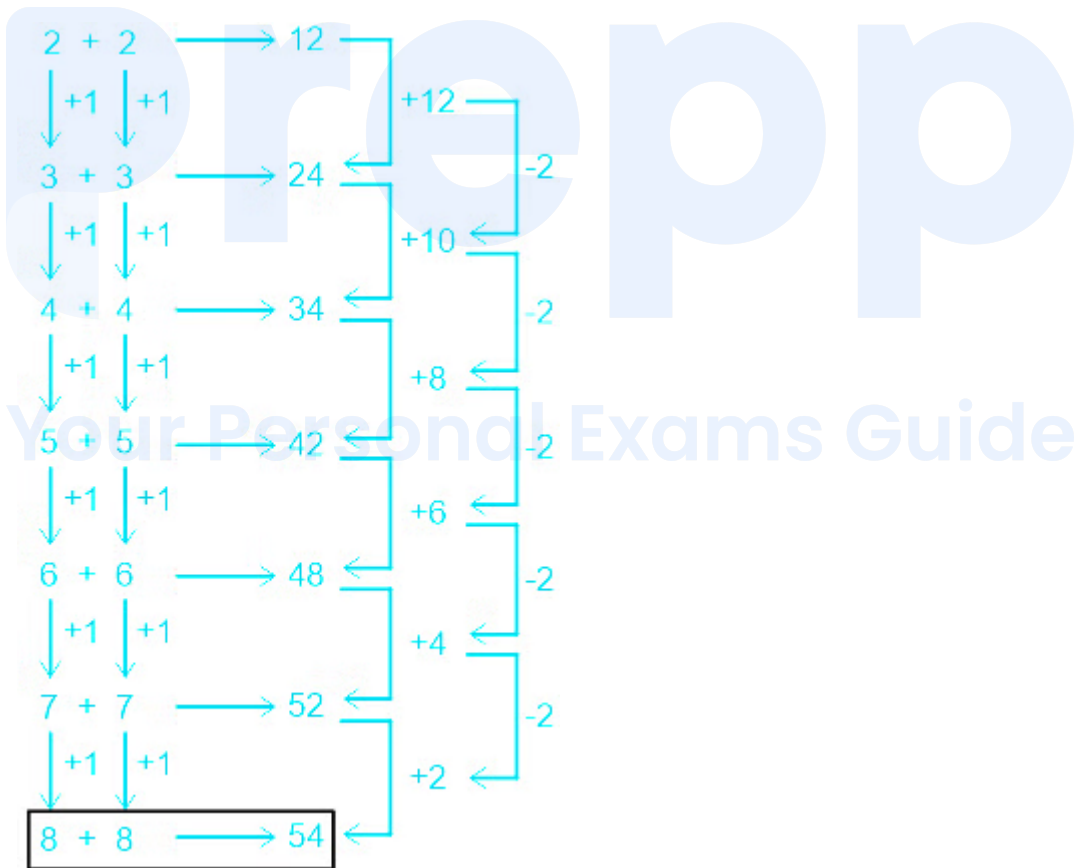 2 + 2 → 12
+1 +1 +12
-2
3 + 3 → 24
+1 +1 +10
4 + 4 → 34
-2
+1 +1 +8
5 + 5 → 42
-2
+1 +1 +6
6 + 6 → 48
-2
+1 +1 +4
7 + 7 → 52
-2
+1 +1 +2
8 + 8 → 54
Prepp
Your Personal Exams Guide